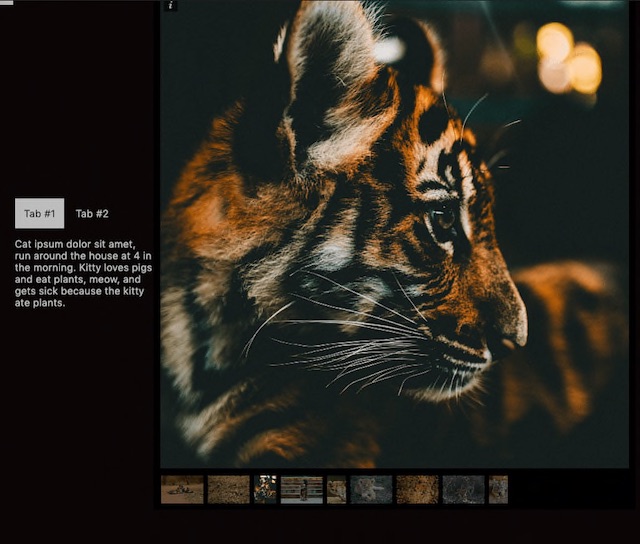 i
Tab #1 Tab #2
Cat ipsum dolor sit amet,
run around the house at 4 in
the morning. Kitty loves pigs
and eat plants, meow, and
gets sick because the kitty
ate plants.